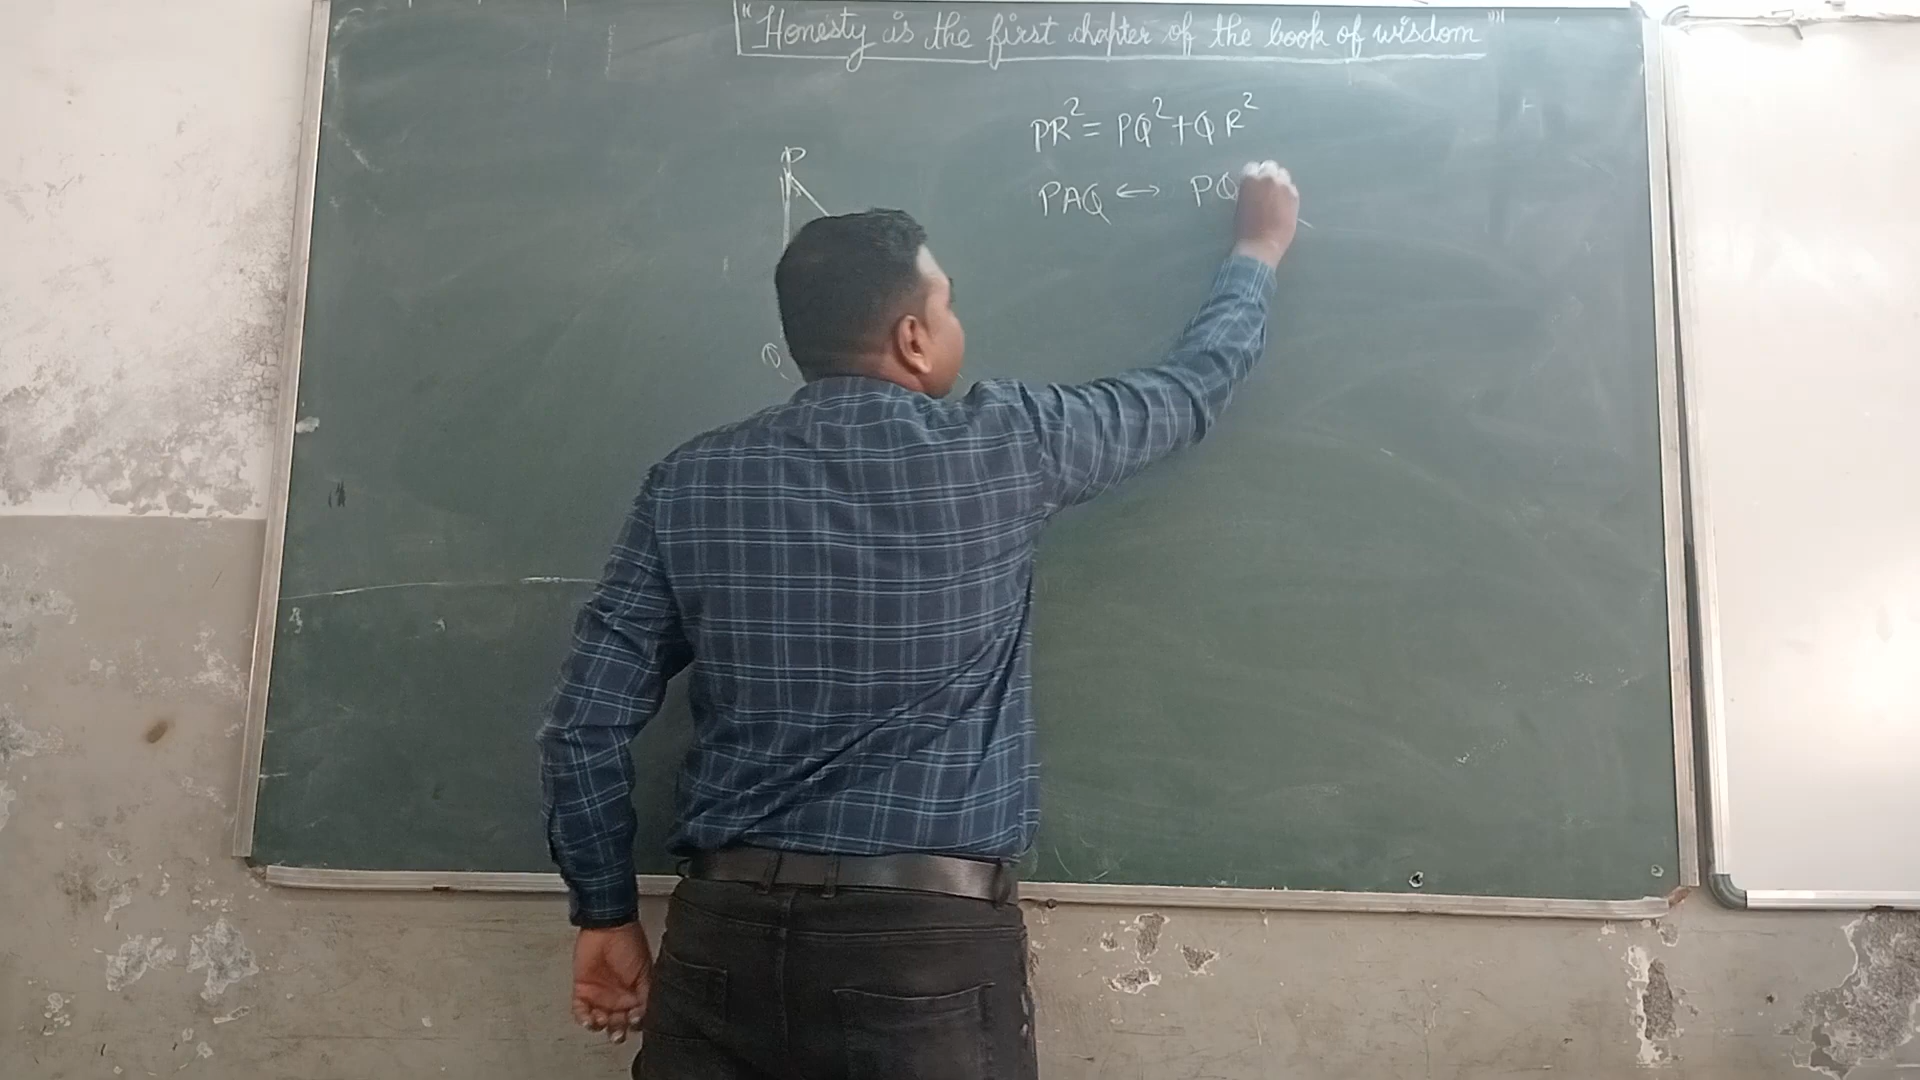 "Honesty is the first chapter of the book of wisdom"
PR² = PQ² + QR²
P
PAQ ↔ PQ
Q